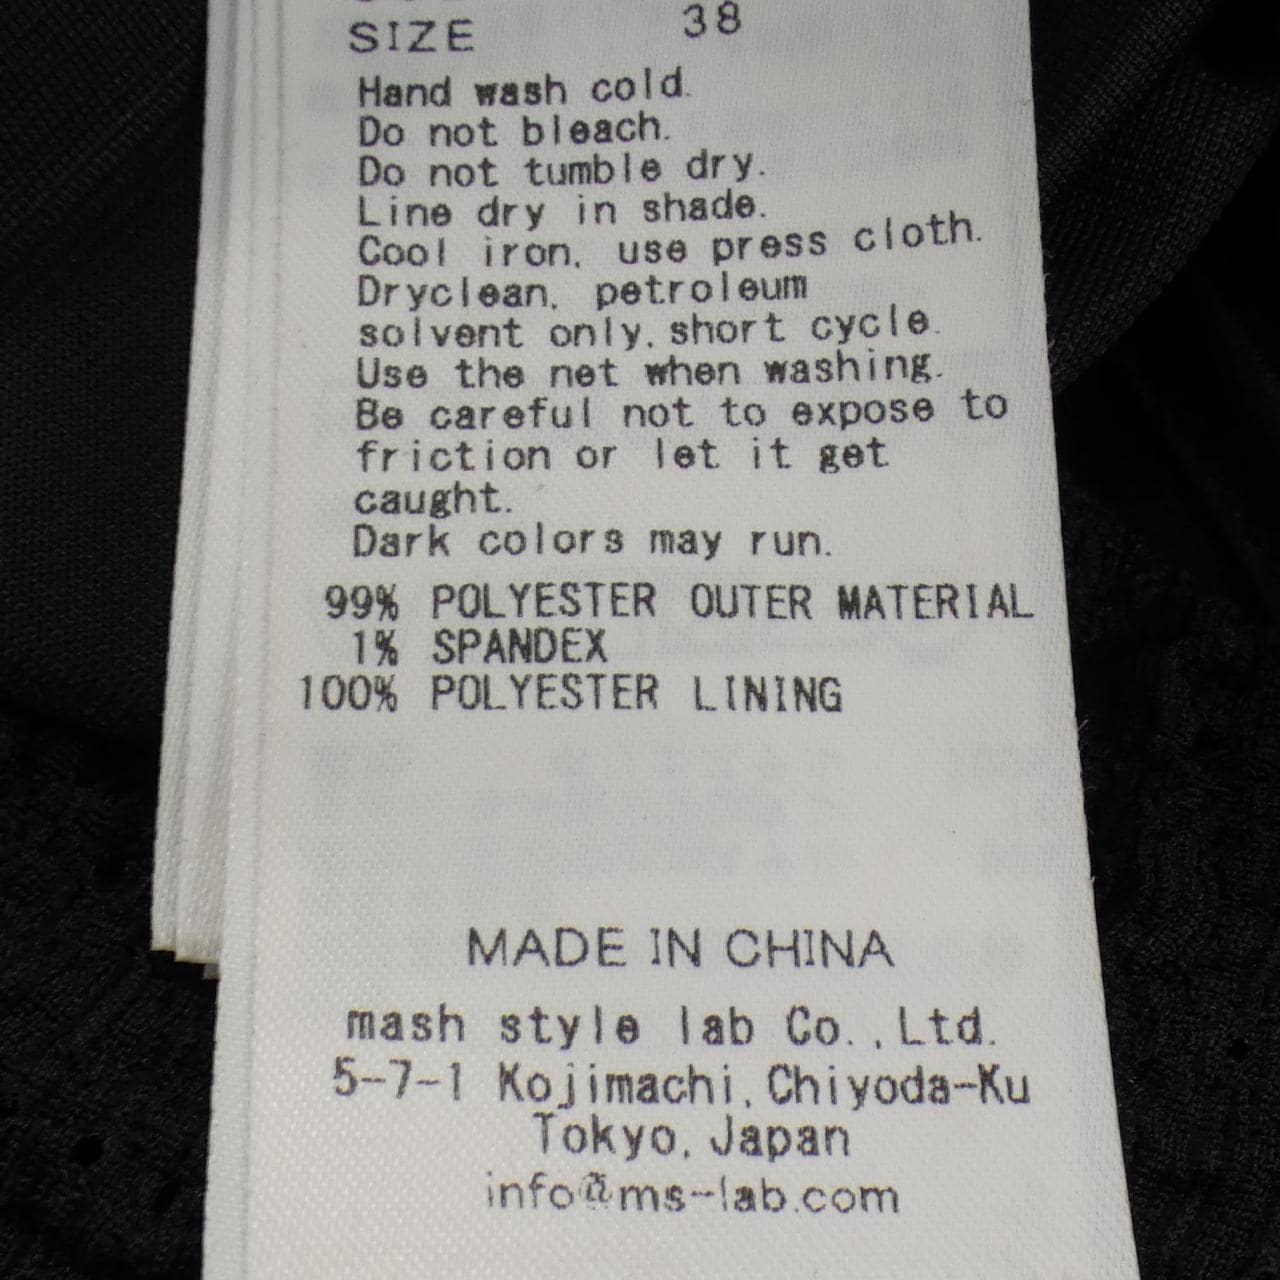 SIZE 38
Hand wash cold.
Do not bleach.
Do not tumble dry.
Line dry in shade.
Cool iron, use press cloth.
Dryclean, petroleum
solvent only, short cycle.
Use the net when washing.
Be careful not to expose to
friction or let it get
caught.
Dark colors may run.
99% POLYESTER OUTER MATERIAL
1% SPANDEX
100% POLYESTER LINING
MADE IN CHINA
mash style lab Co.,Ltd.
5-7-1 Kojimachi, Chiyoda-Ku
Tokyo, Japan
info@ms-lab.com